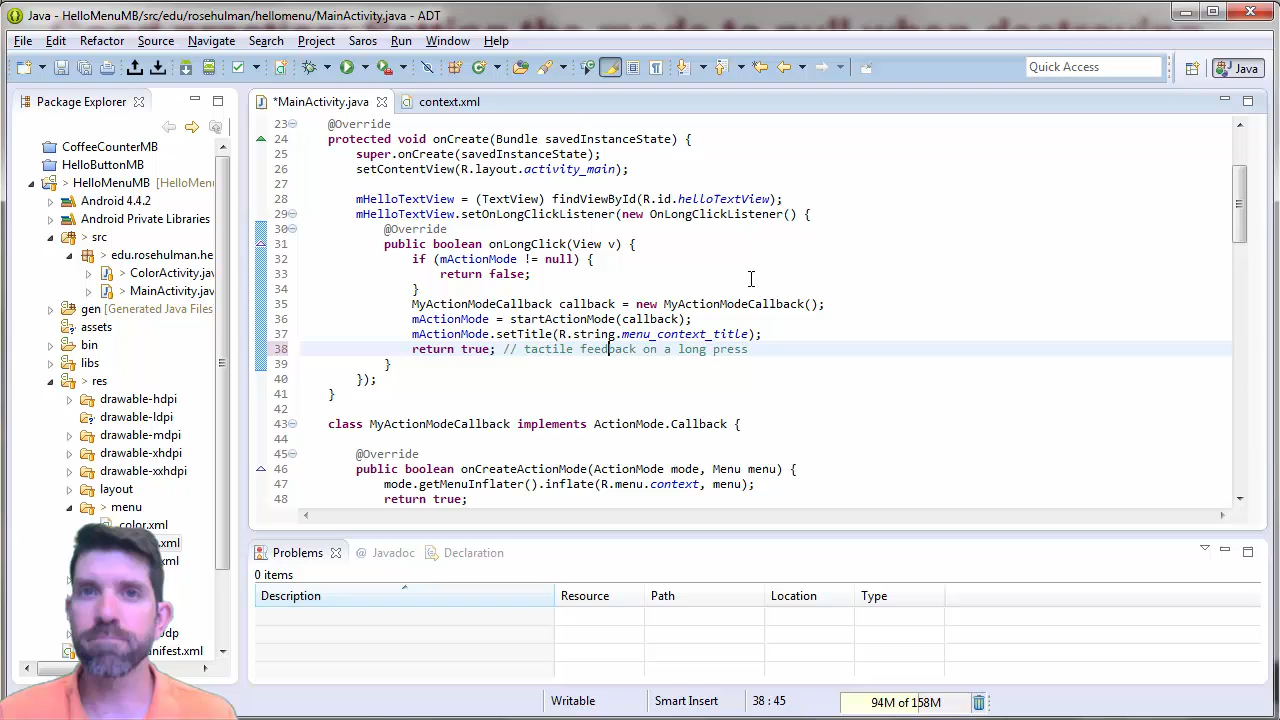 Java - HelloMenuMB/src/edu/rosehulman/hellomenu/MainActivity.java - ADT
File Edit Refactor Source Navigate Search Project Saros Run Window Help
Quick Access
Java
Package Explorer
*MainActivity.java
context.xml
CoffeeCounterMB
HelloButtonMB
> HelloMenuMB [HelloMenu
Android 4.4.2
Android Private Libraries
> src
edu.rosehulman.he
> ColorActivity.jav
> MainActivity.jav
gen [Generated Java Files
assets
bin
libs
> res
drawable-hdpi
drawable-ldpi
drawable-mdpi
drawable-xhdpi
drawable-xxhdpi
layout
> menu
color.xml
.xml
xml
dp
anifest.xml
23 @Override
24 protected void onCreate(Bundle savedInstanceState) {
25 super.onCreate(savedInstanceState);
26 setContentView(R.layout.activity_main);
27
28 mHelloTextView = (TextView) findViewById(R.id.helloTextView);
29 mHelloTextView.setOnLongClickListener(new OnLongClickListener() {
30 @Override
31 public boolean onLongClick(View v) {
32 if (mActionMode != null) {
33 return false;
34 }
35 MyActionModeCallback callback = new MyActionModeCallback();
36 mActionMode = startActionMode(callback);
37 mActionMode.setTitle(R.string.menu_context_title);
38 return true; // tactile feedback on a long press
39 }
40 });
41 }
42
43 class MyActionModeCallback implements ActionMode.Callback {
44
45 @Override
46 public boolean onCreateActionMode(ActionMode mode, Menu menu) {
47 mode.getMenuInflater().inflate(R.menu.context, menu);
48 return true;
Problems @ Javadoc Declaration
0 items
Description Resource Path Location Type
Writable Smart Insert 38 : 45 94M of 158M